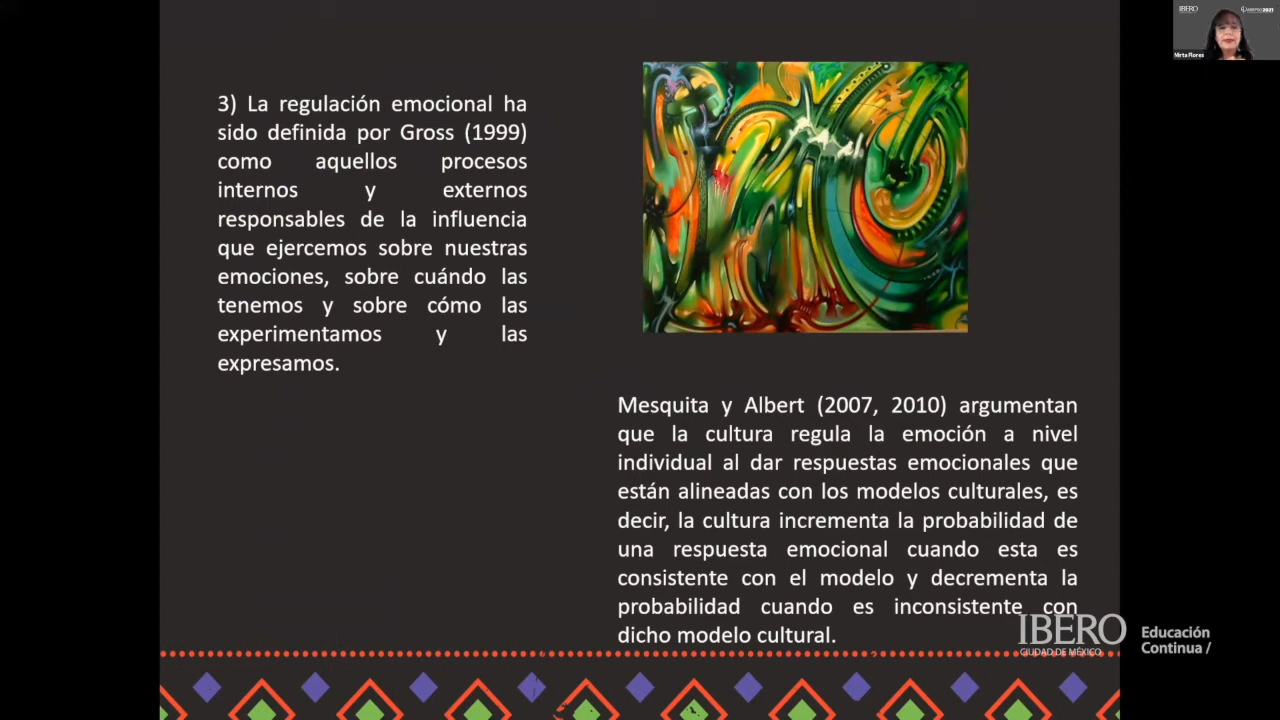 3) La regulación emocional ha
sido definida por Gross (1999)
como aquellos procesos
internos y externos
responsables de la influencia
que ejercemos sobre nuestras
emociones, sobre cuándo las
tenemos y sobre cómo las
experimentamos y las
expresamos.
Mesquita y Albert (2007, 2010) argumentan
que la cultura regula la emoción a nivel
individual al dar respuestas emocionales que
están alineadas con los modelos culturales, es
decir, la cultura incrementa la probabilidad de
una respuesta emocional cuando esta es
consistente con el modelo y decrementa la
probabilidad cuando es inconsistente con
dicho modelo cultural.
IBERO
CIUDAD DE MÉXICO
Educación
Continua /
IBERO
2021
Mirta Flores